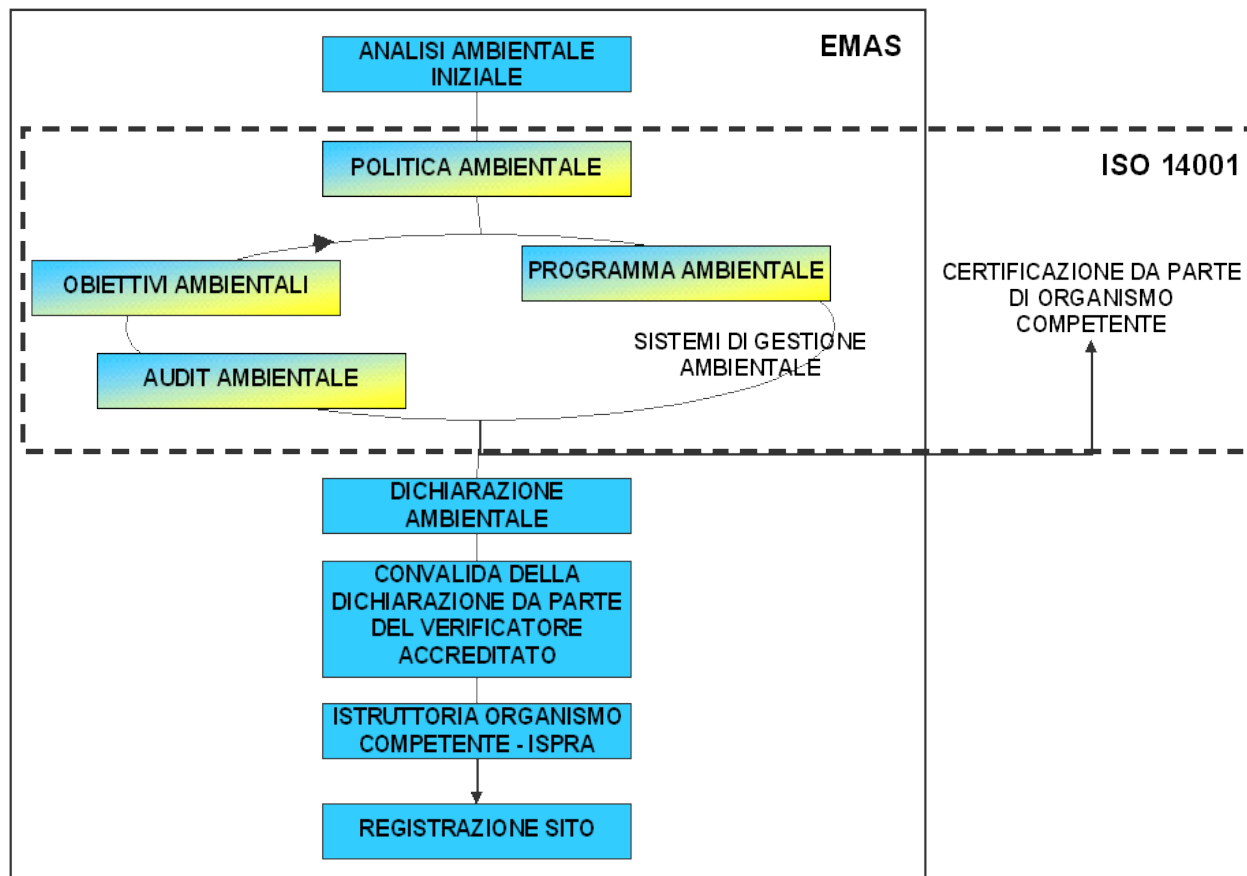 EMAS
ANALISI AMBIENTALE
INIZIALE
ISO 14001
POLITICA AMBIENTALE
OBIETTIVI AMBIENTALI
PROGRAMMA AMBIENTALE
CERTIFICAZIONE DA PARTE
DI ORGANISMO
COMPETENTE
SISTEMI DI GESTIONE
AMBIENTALE
AUDIT AMBIENTALE
DICHIARAZIONE
AMBIENTALE
CONVALIDA DELLA
DICHIARAZIONE DA PARTE
DEL VERIFICATORE
ACCREDITATO
ISTRUTTORIA ORGANISMO
COMPETENTE - ISPRA
REGISTRAZIONE SITO